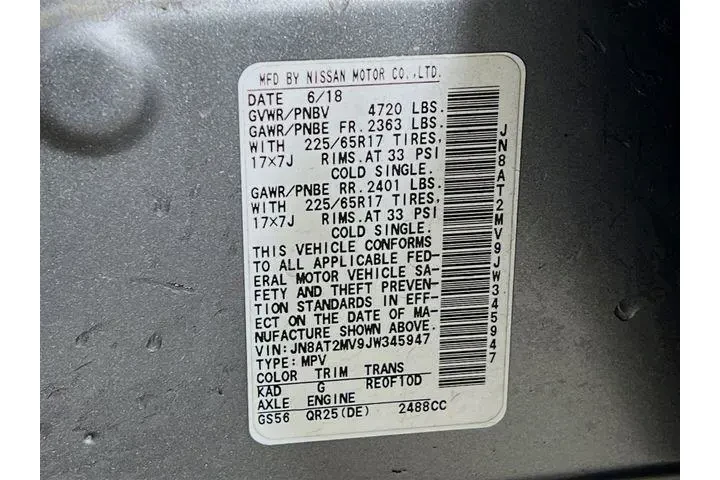 MFD BY NISSAN MOTOR CO.,LTD.
DATE 6/18
GVWR/PNBV 4720 LBS.
GAWR/PNBE FR. 2363 LBS.
WITH 225/65R17 TIRES,
17×7J RIMS.AT 33 PSI
COLD SINGLE.
GAWR/PNBE RR. 2401 LBS.
WITH 225/65R17 TIRES,
17×7J RIMS.AT 33 PSI
COLD SINGLE.
THIS VEHICLE CONFORMS
TO ALL APPLICABLE FED-
ERAL MOTOR VEHICLE SA-
FETY AND THEFT PREVEN-
TION STANDARDS IN EFF-
ECT ON THE DATE OF MA-
NUFACTURE SHOWN ABOVE.
VIN:JN8AT2MV9JW345947
TYPE:MPV
COLOR TRIM TRANS
KAD G RE0F10D
AXLE ENGINE
GS56 QR25(DE) 2488CC
JN8AT2MV9JW345947